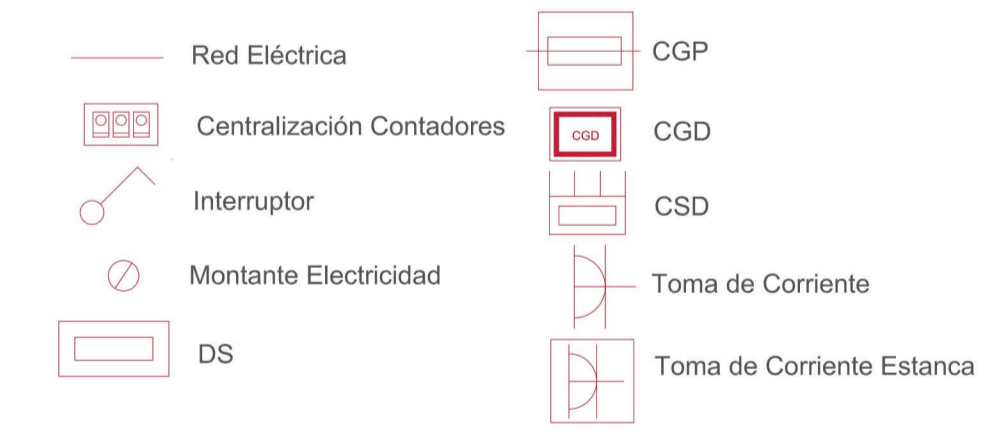 Red Eléctrica
Centralización Contadores
Interruptor
Montante Electricidad
DS
CGP
CGD
CGD
CSD
Toma de Corriente
Toma de Corriente Estanca